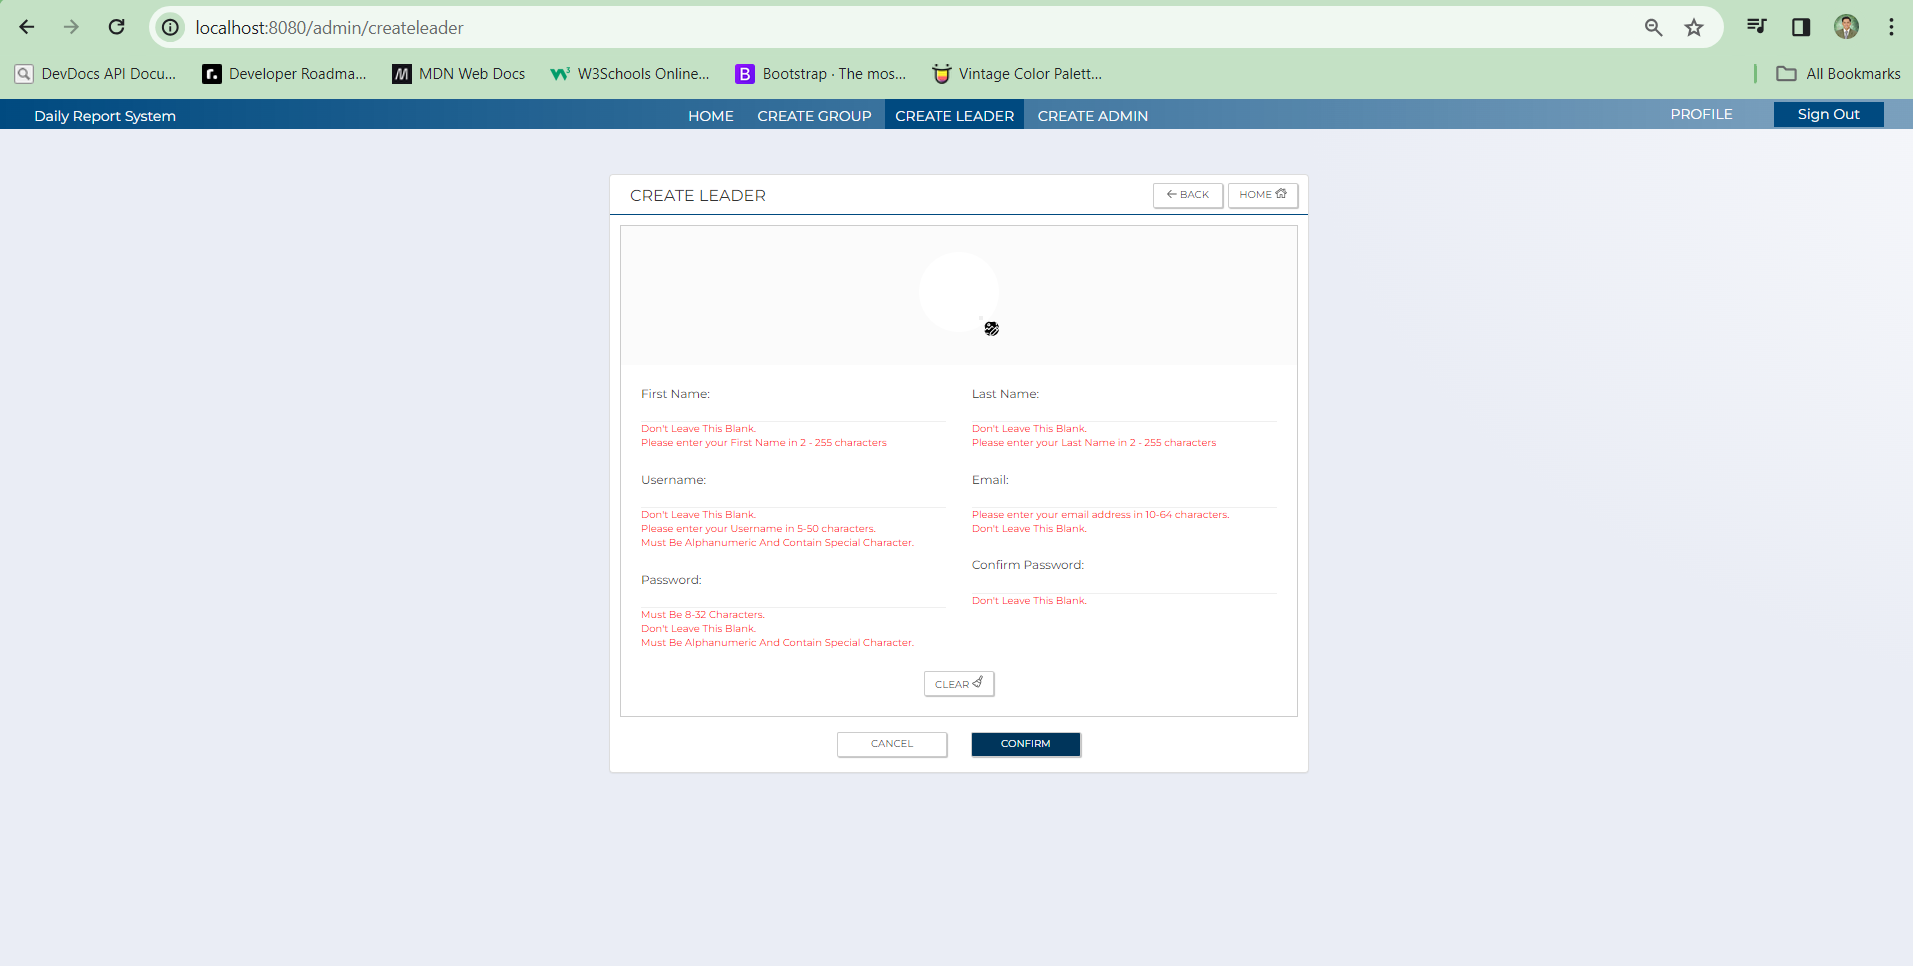 localhost:8080/admin/createleader
DevDocs API Docu...
Developer Roadma...
MDN Web Docs
W3Schools Online...
Bootstrap · The mos...
Vintage Color Palett...
All Bookmarks
Daily Report System
HOME
CREATE GROUP
CREATE LEADER
CREATE ADMIN
PROFILE
Sign Out
CREATE LEADER
BACK
HOME
First Name:
Don't Leave This Blank.
Please enter your First Name in 2 - 255 characters
Last Name:
Don't Leave This Blank.
Please enter your Last Name in 2 - 255 characters
Username:
Don't Leave This Blank.
Please enter your Username in 5-50 characters.
Must Be Alphanumeric And Contain Special Character.
Email:
Please enter your email address in 10-64 characters.
Don't Leave This Blank.
Password:
Must Be 8-32 Characters.
Don't Leave This Blank.
Must Be Alphanumeric And Contain Special Character.
Confirm Password:
Don't Leave This Blank.
CLEAR
CANCEL
CONFIRM